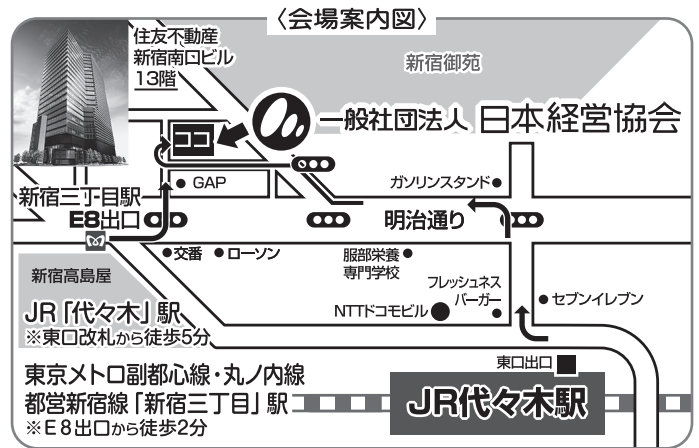 〈会場案内図〉
住友不動産
新宿南口ビル
13階
新宿御苑
一般社団法人 日本経営協会
ココ
GAP
ガソリンスタンド
新宿三丁目駅
E8出口
明治通り
交番
ローソン
服部栄養
専門学校
新宿高島屋
フレッシュネス
バーガー
NTTドコモビル
セブンイレブン
JR「代々木」駅
※東口改札から徒歩5分
東口出口
東京メトロ副都心線・丸ノ内線
都営新宿線「新宿三丁目」駅
※E8出口から徒歩2分
JR代々木駅